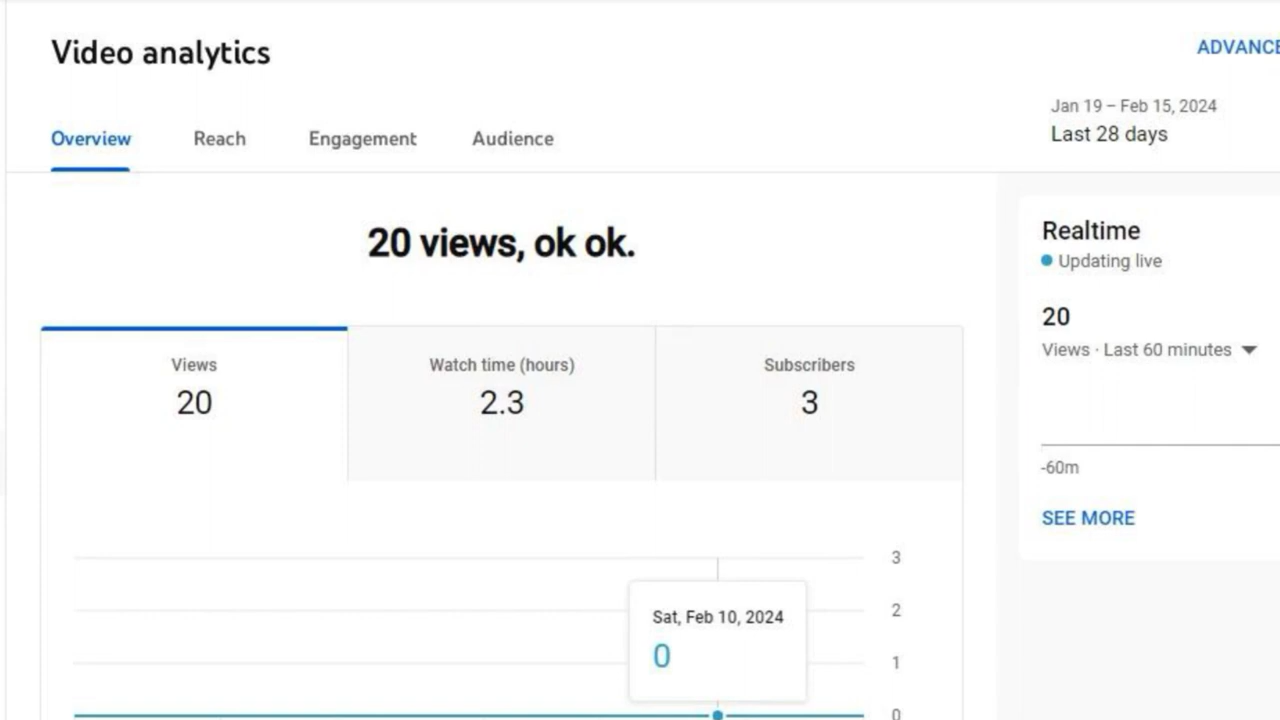 Video analytics
ADVANCE
Jan 19 – Feb 15, 2024
Last 28 days
Overview Reach Engagement Audience
20 views, ok ok.
Realtime
Updating live
20
Views · Last 60 minutes
-60m
SEE MORE
Views
20
Watch time (hours)
2.3
Subscribers
3
3
2
1
0
Sat, Feb 10, 2024
0